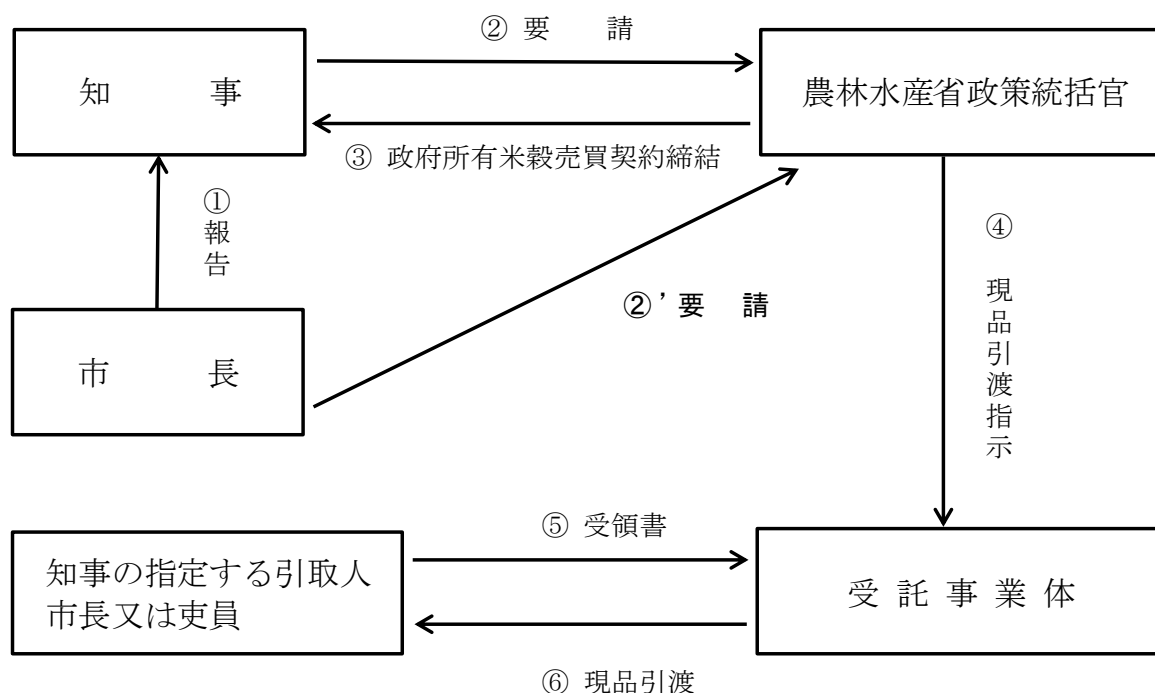 ② 要 請
知 事
農林水産省政策統括官
③ 政府所有米穀売買契約締結
①報告
④ 現品引渡指示
②’要 請
市 長
⑤ 受領書
知事の指定する引取人
市長又は吏員
受 託 事 業 体
⑥ 現品引渡